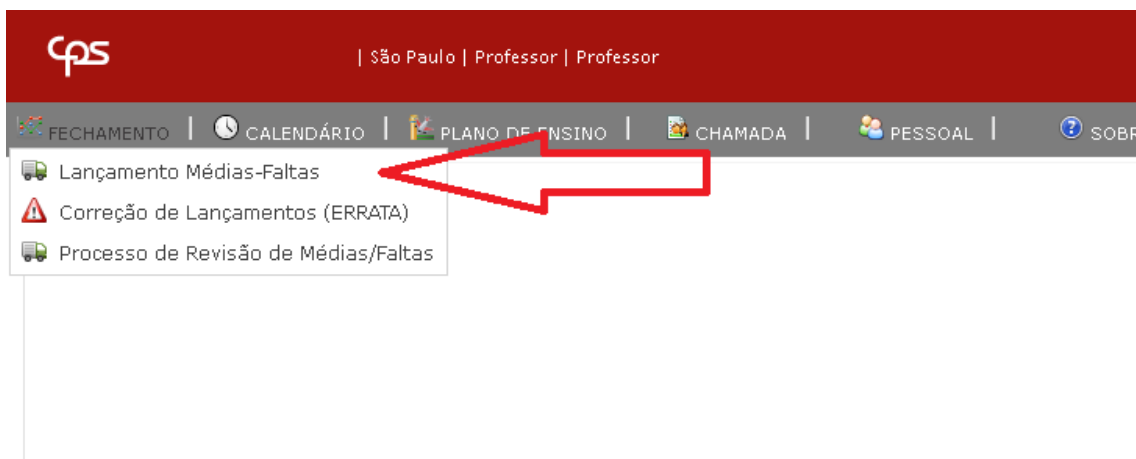 cps
| São Paulo | Professor | Professor
FECHAMENTO | CALENDÁRIO | PLANO DE ENSINO | CHAMADA | PESSOAL | SOBR
Lançamento Médias-Faltas
Correção de Lançamentos (ERRATA)
Processo de Revisão de Médias/Faltas